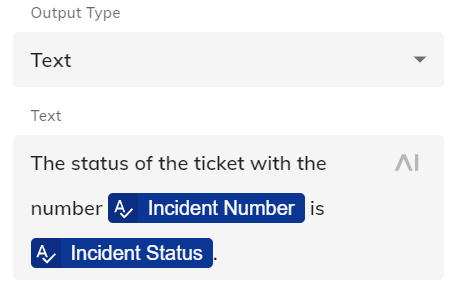 Output Type
Text
Text
The status of the ticket with the AI
number A Incident Number is
A Incident Status.